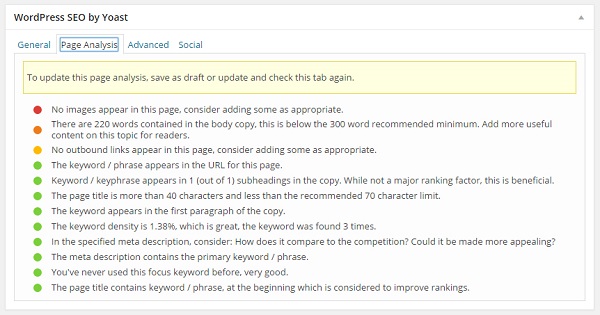 WordPress SEO by Yoast
General Page Analysis Advanced Social
To update this page analysis, save as draft or update and check this tab again.
No images appear in this page, consider adding some as appropriate.
There are 220 words contained in the body copy, this is below the 300 word recommended minimum. Add more useful
content on this topic for readers.
No outbound links appear in this page, consider adding some as appropriate.
The keyword / phrase appears in the URL for this page.
Keyword / keyphrase appears in 1 (out of 1) subheadings in the copy. While not a major ranking factor, this is beneficial.
The page title is more than 40 characters and less than the recommended 70 character limit.
The keyword appears in the first paragraph of the copy.
The keyword density is 1.38%, which is great, the keyword was found 3 times.
In the specified meta description, consider: How does it compare to the competition? Could it be made more appealing?
The meta description contains the primary keyword / phrase.
You've never used this focus keyword before, very good.
The page title contains keyword / phrase, at the beginning which is considered to improve rankings.